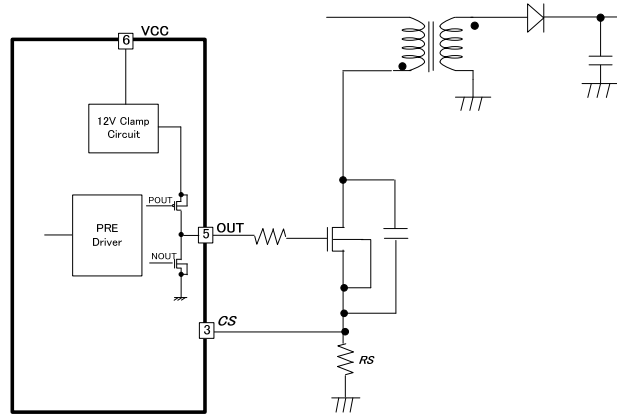 VCC
6
12V Clamp
Circuit
POUT
PRE
Driver
NOUT
5
OUT
3
CS
RS